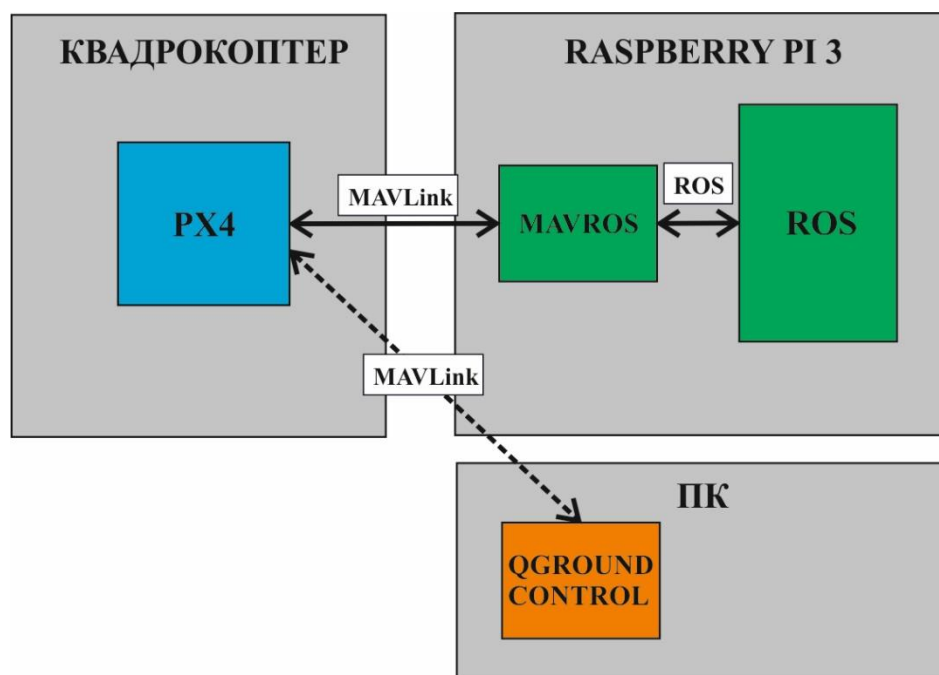 КВАДРОКОПТЕР
RASPBERRY PI 3
PX4
MAVLink
MAVROS
ROS
ROS
MAVLink
ПК
QGROUND
CONTROL